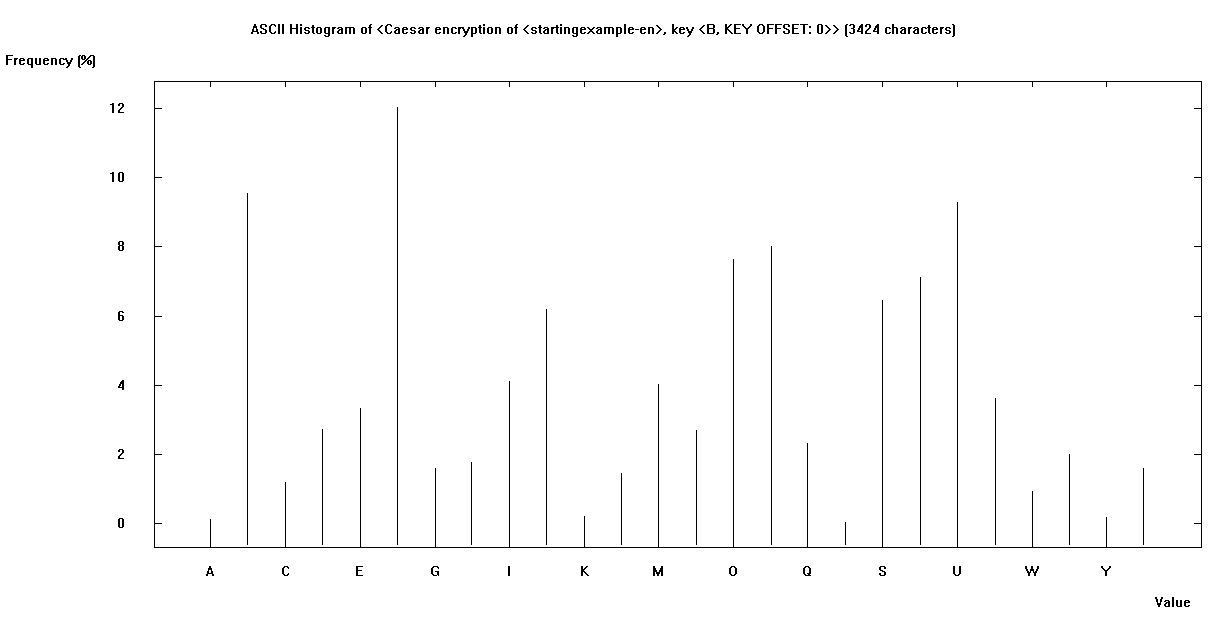 ASCII Histogram of <Caesar encryption of <startingexample-en>, key <B, KEY OFFSET: 0>> (3424 characters)
Frequency (%)
12
10
8
6
4
2
0
A C E G I K M O Q S U W Y
Value